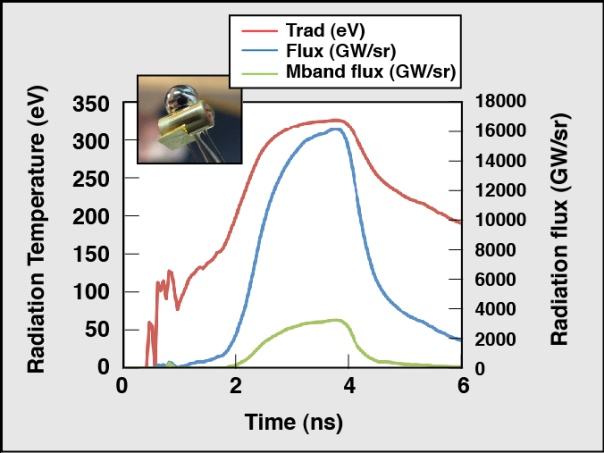 Trad (eV)
Flux (GW/sr)
Mband flux (GW/sr)
350
300
250
200
150
100
50
0
Radiation Temperature (eV)
18000
16000
14000
12000
10000
8000
6000
4000
2000
0
Radiation flux (GW/sr)
0 2 4 6
Time (ns)